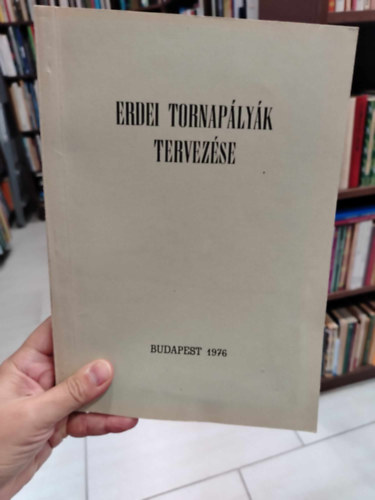 ERDEI TORNAPÁLYÁK
TERVEZÉSE
BUDAPEST 1976